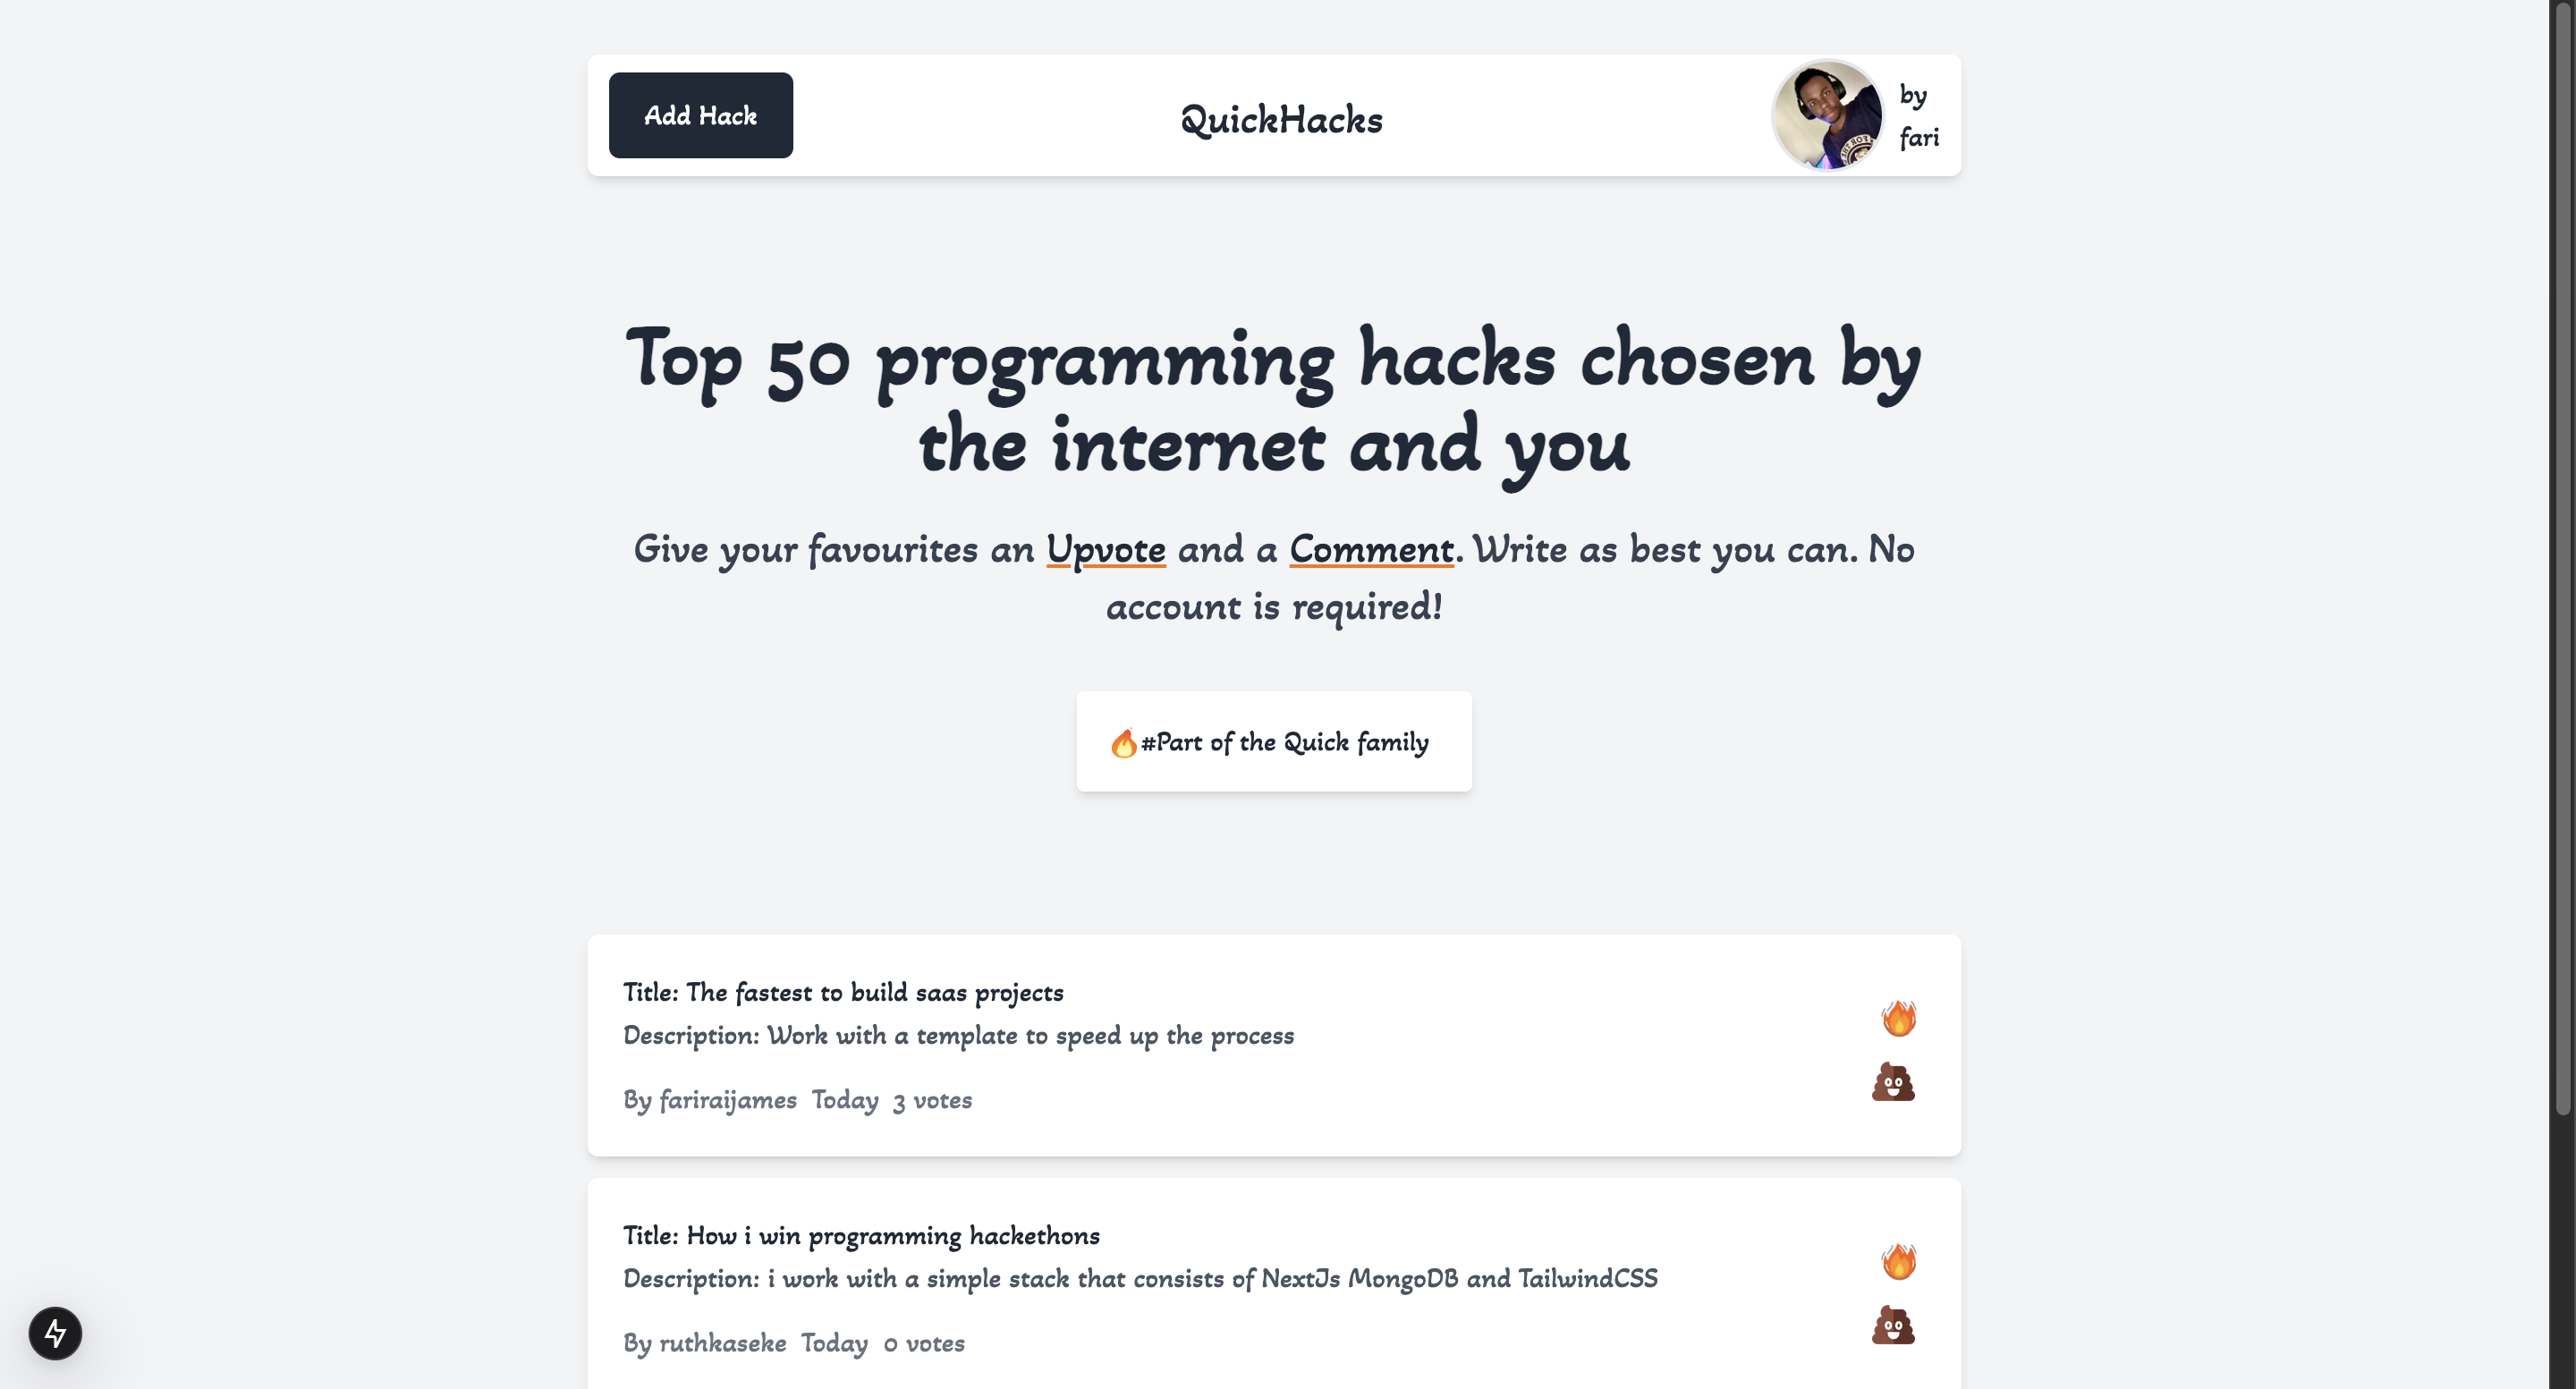 Add Hack
QuickHacks
by
fari
Top 50 programming hacks chosen by
the internet and you
Give your favourites an Upvote and a Comment. Write as best you can. No
account is required!
🔥#Part of the Quick family
Title: The fastest to build saas projects
Description: Work with a template to speed up the process
By fariraijames Today 3 votes
Title: How i win programming hackethons
Description: i work with a simple stack that consists of NextJs MongoDB and TailwindCSS
By ruthkaseke Today 0 votes